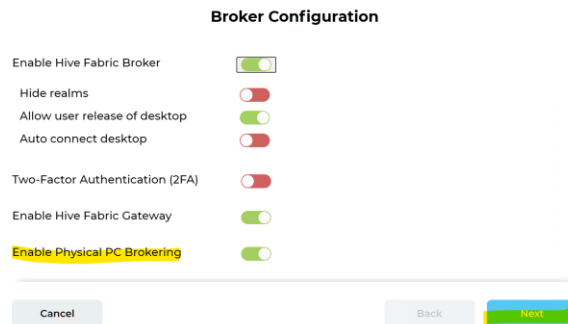 Broker Configuration
Enable Hive Fabric Broker
Hide realms
Allow user release of desktop
Auto connect desktop
Two-Factor Authentication (2FA)
Enable Hive Fabric Gateway
Enable Physical PC Brokering
Cancel
Back
Next